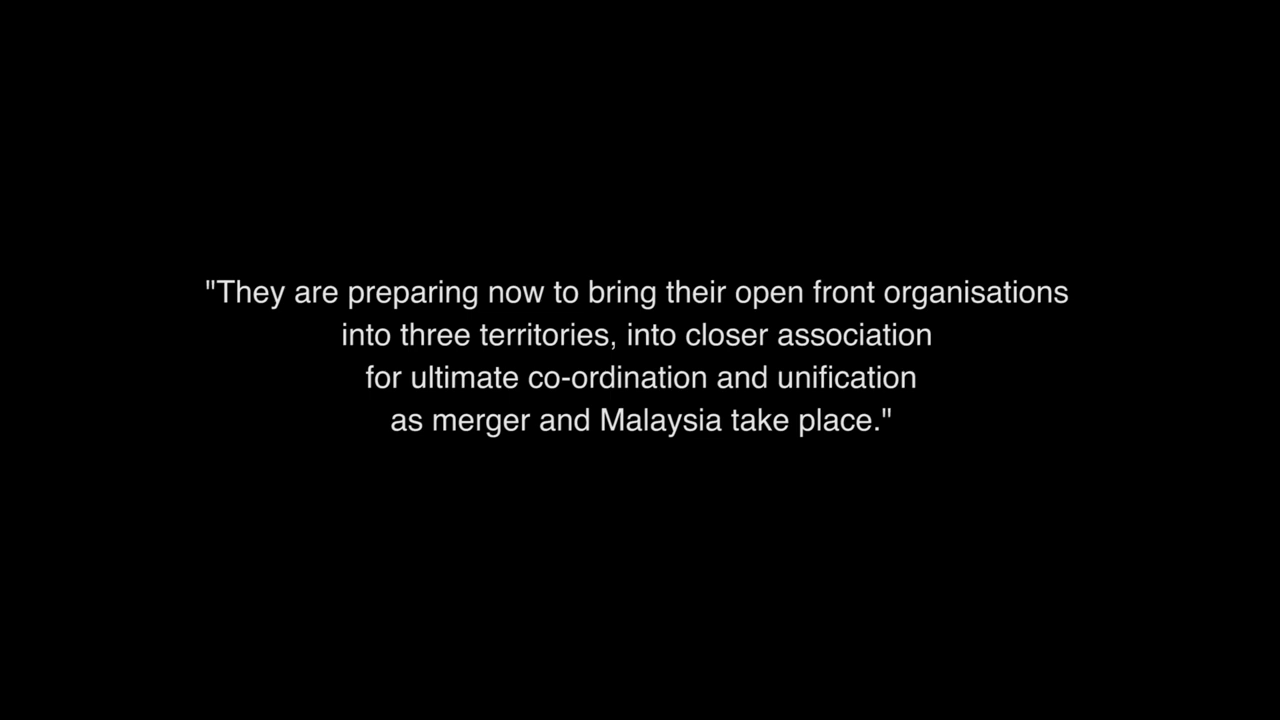 "They are preparing now to bring their open front organisations
into three territories, into closer association
for ultimate co-ordination and unification
as merger and Malaysia take place."